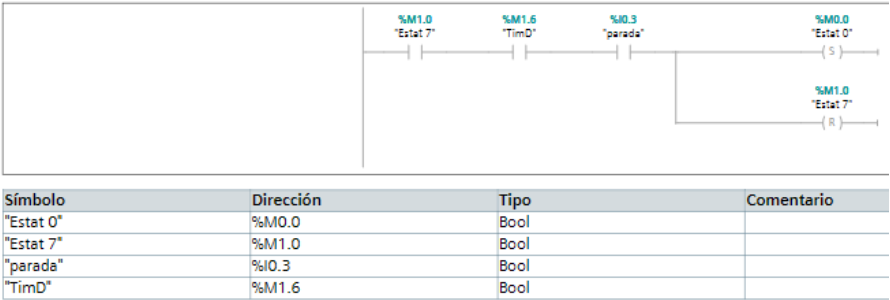 %M1.0 %M1.6 %I0.3 %M0.0
"Estat 7" "TimD" "parada" "Estat 0"
S
%M1.0
"Estat 7"
R
Símbolo Dirección Tipo Comentario
"Estat 0" %M0.0 Bool
"Estat 7" %M1.0 Bool
"parada" %I0.3 Bool
"TimD" %M1.6 Bool